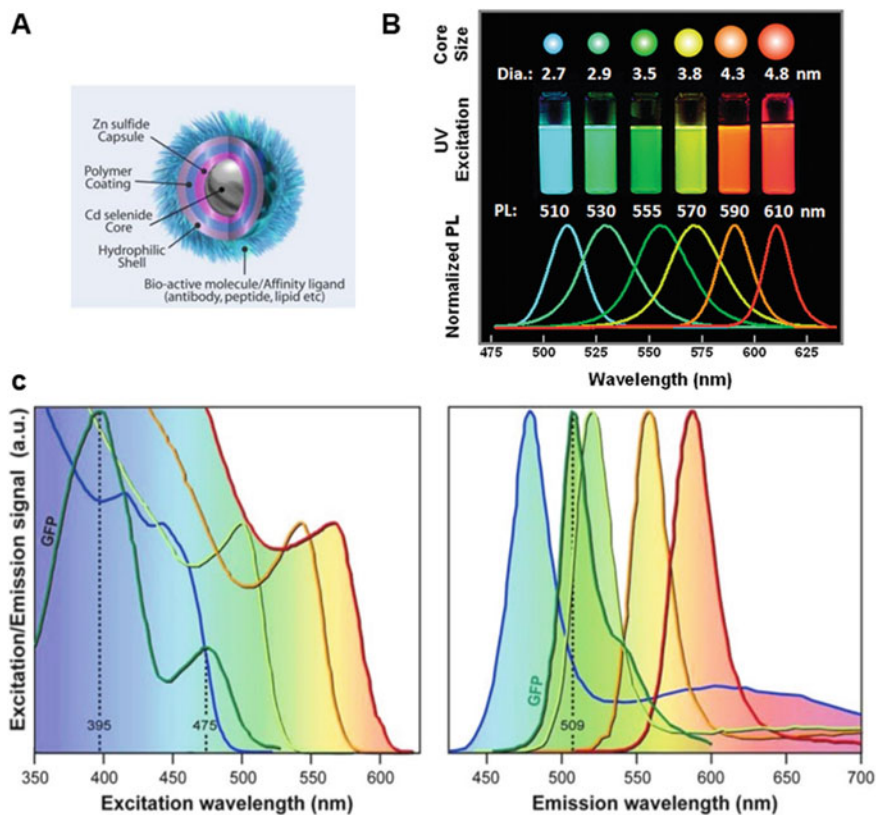 A
Zn sulfide
Capsule
Polymer
Coating
Cd selenide
Core
Hydrophilic
Shell
Bio-active molecule/Affinity ligand
(antibody, peptide, lipid etc)
B
Core
Size
Dia.: 2.7 2.9 3.5 3.8 4.3 4.8 nm
UV
Excitation
PL: 510 530 555 570 590 610 nm
Normalized PL
475 500 525 550 575 600 625
Wavelength (nm)
c
Excitation/Emission signal (a.u.)
GFP
395
475
350 400 450 500 550 600
Excitation wavelength (nm)
GFP
509
450 500 550 600 650 700
Emission wavelength (nm)